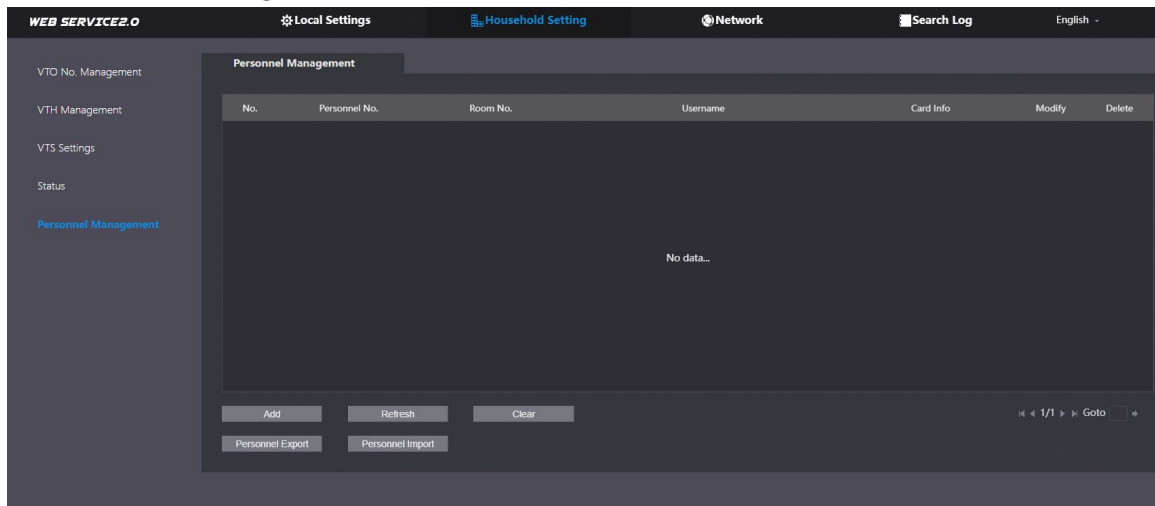 WEB SERVICE2.0 Local Settings Household Setting Network Search Log English
VTO No. Management
VTH Management
VTS Settings
Status
Personnel Management
Personnel Management
No. Personnel No. Room No. Username Card Info Modify Delete
No data...
Add Refresh Clear 1/1 Goto
Personnel Export Personnel Import